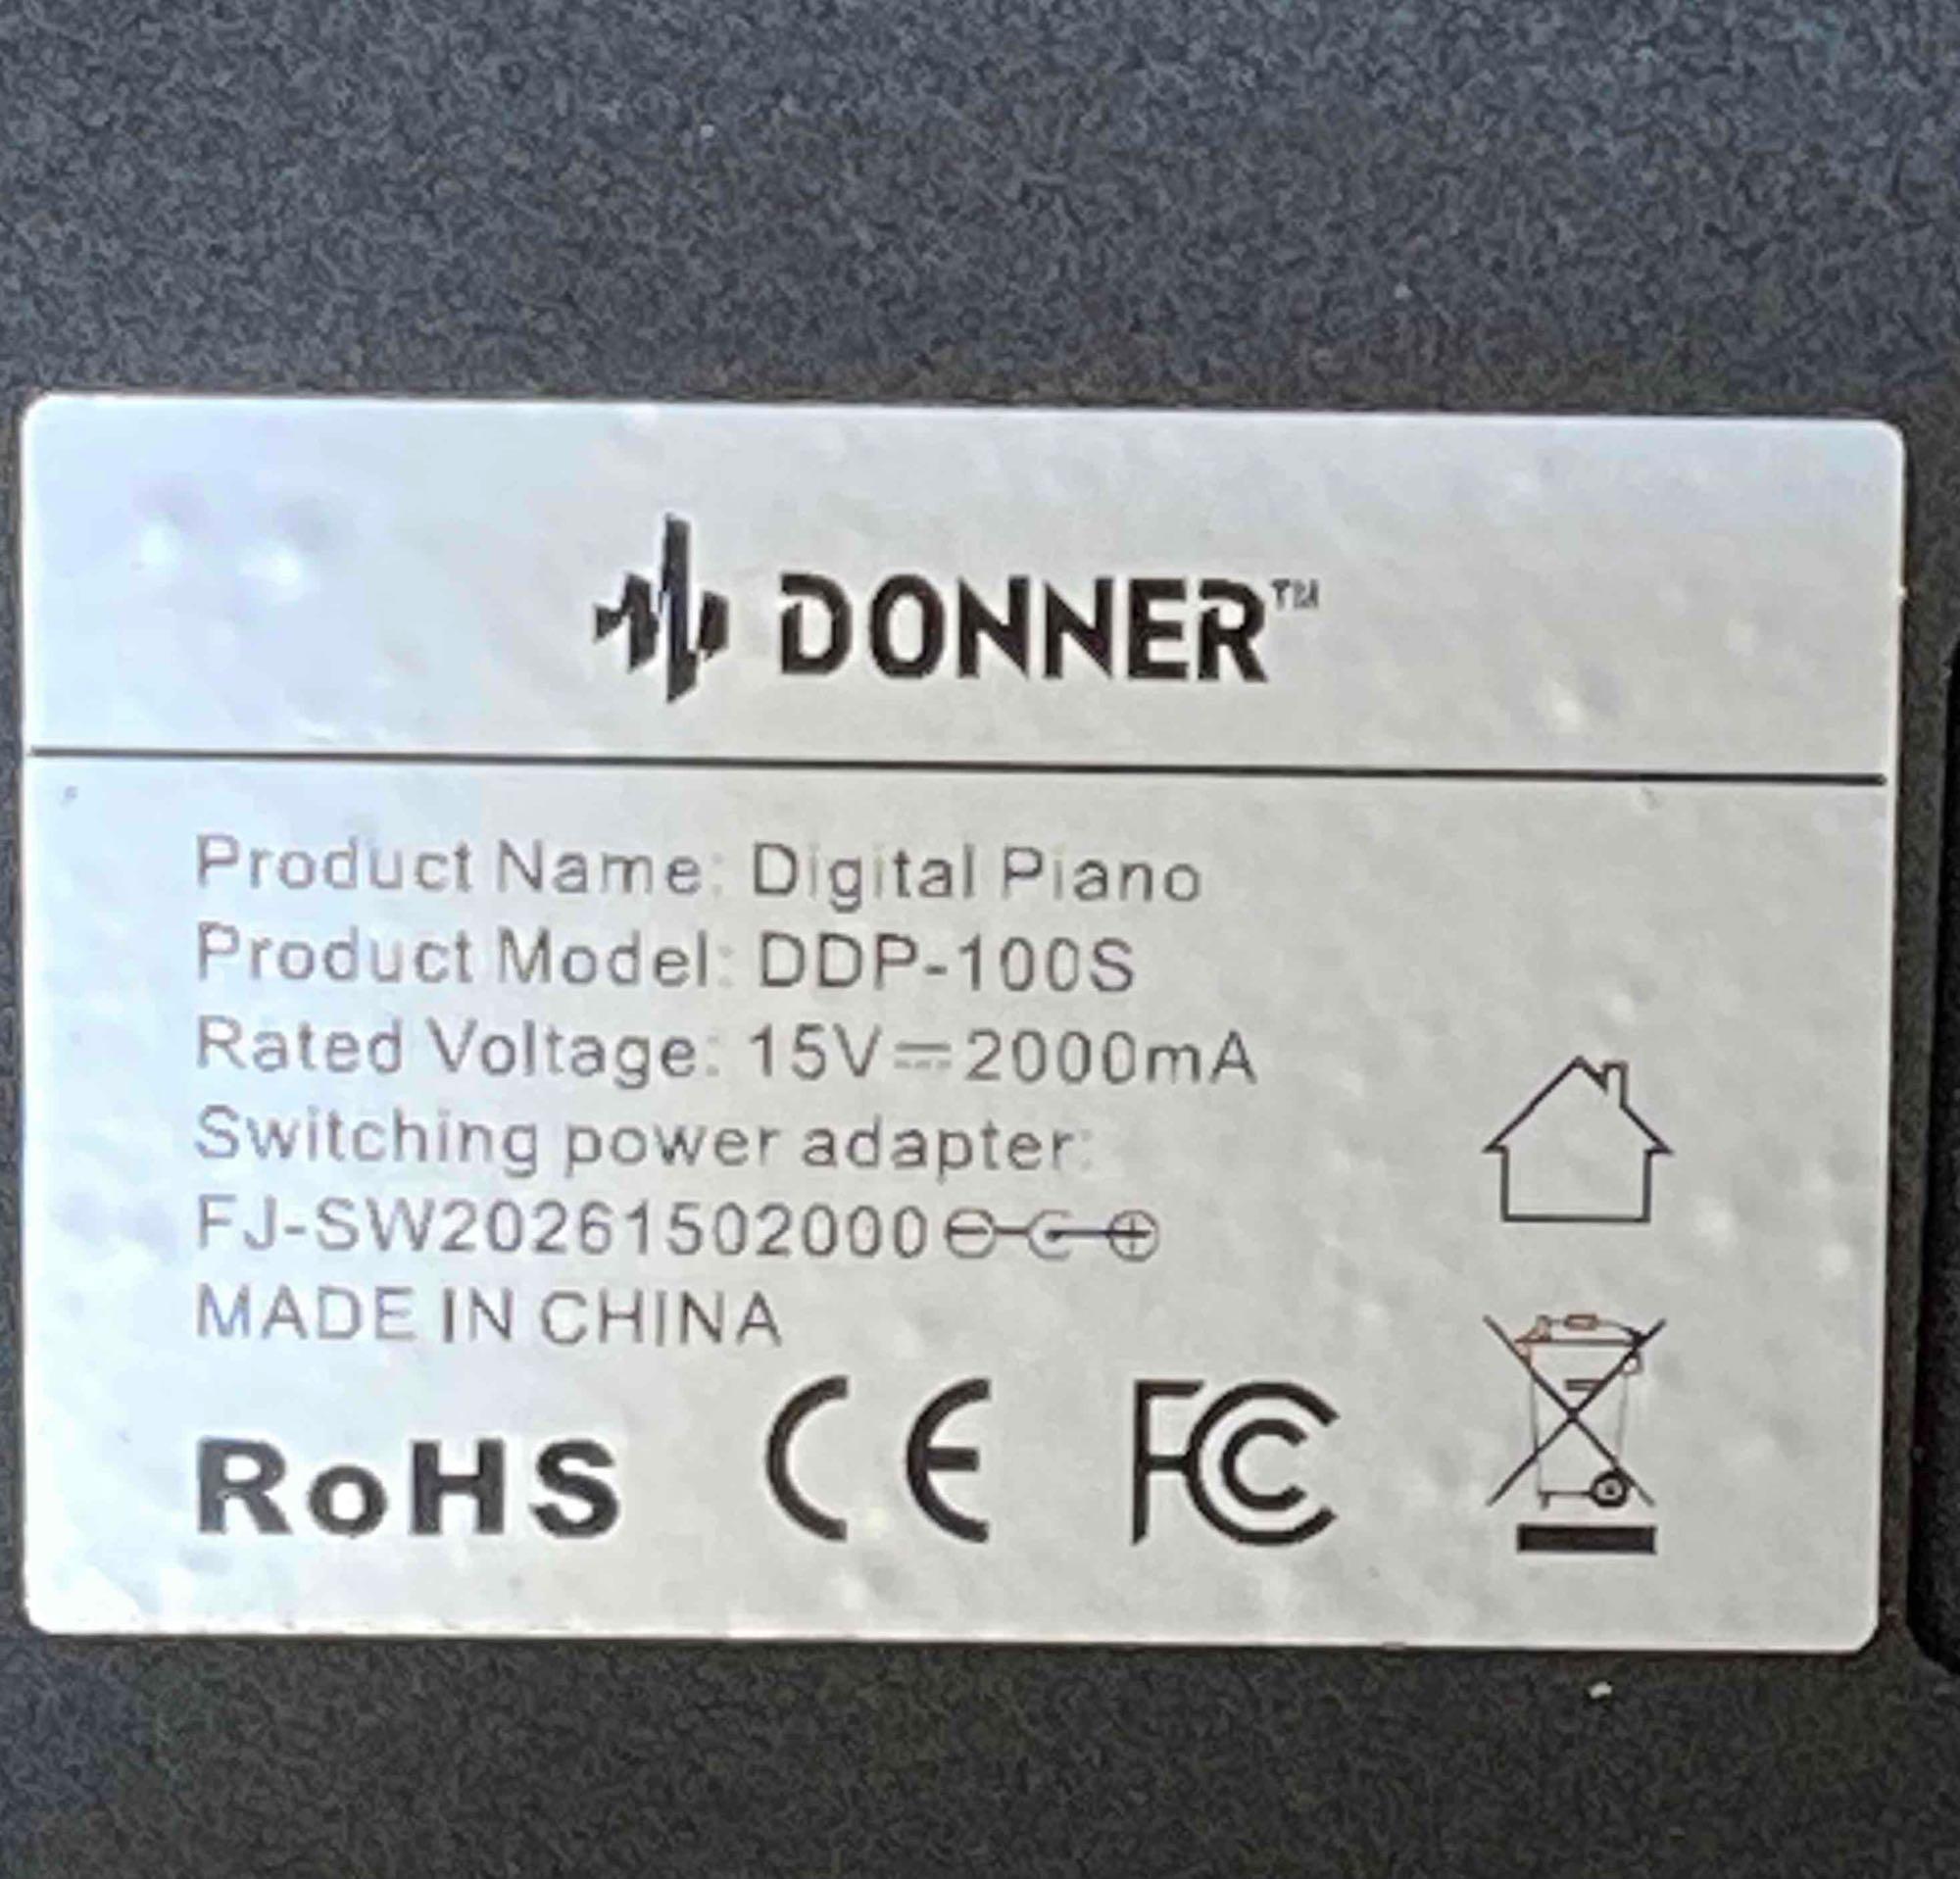 DONNER™
Product Name: Digital Piano
Product Model: DDP-100S
Rated Voltage: 15V⎓2000mA
Switching power adapter:
FJ-SW20261502000
MADE IN CHINA
RoHS CE FC